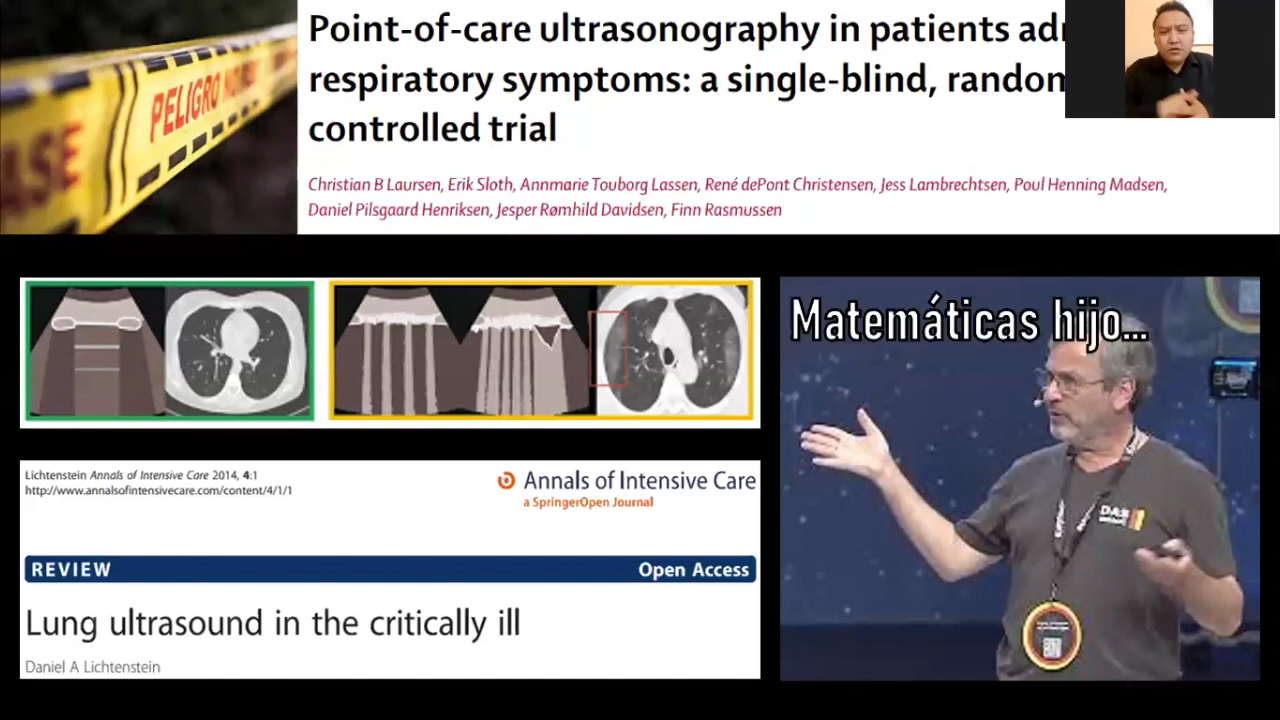 PELIGRO
Point-of-care ultrasonography in patients
respiratory symptoms: a single-blind,
controlled trial
Christian B Laursen, Erik Sloth, Annmarie Touborg Lassen, René dePont Christensen, Jess Lambrechtsen, Poul Henning Madsen,
Daniel Pilsgaard Henriksen, Jesper Rømhild Davidsen, Finn Rasmussen
Matemáticas hijo...
Lichtenstein Annals of Intensive Care 2014, 4:1
http://www.annalsofintensivecare.com/content/4/1/1
Annals of Intensive Care
a SpringerOpen Journal
REVIEW
Open Access
Lung ultrasound in the critically ill
Daniel A Lichtenstein
DAS